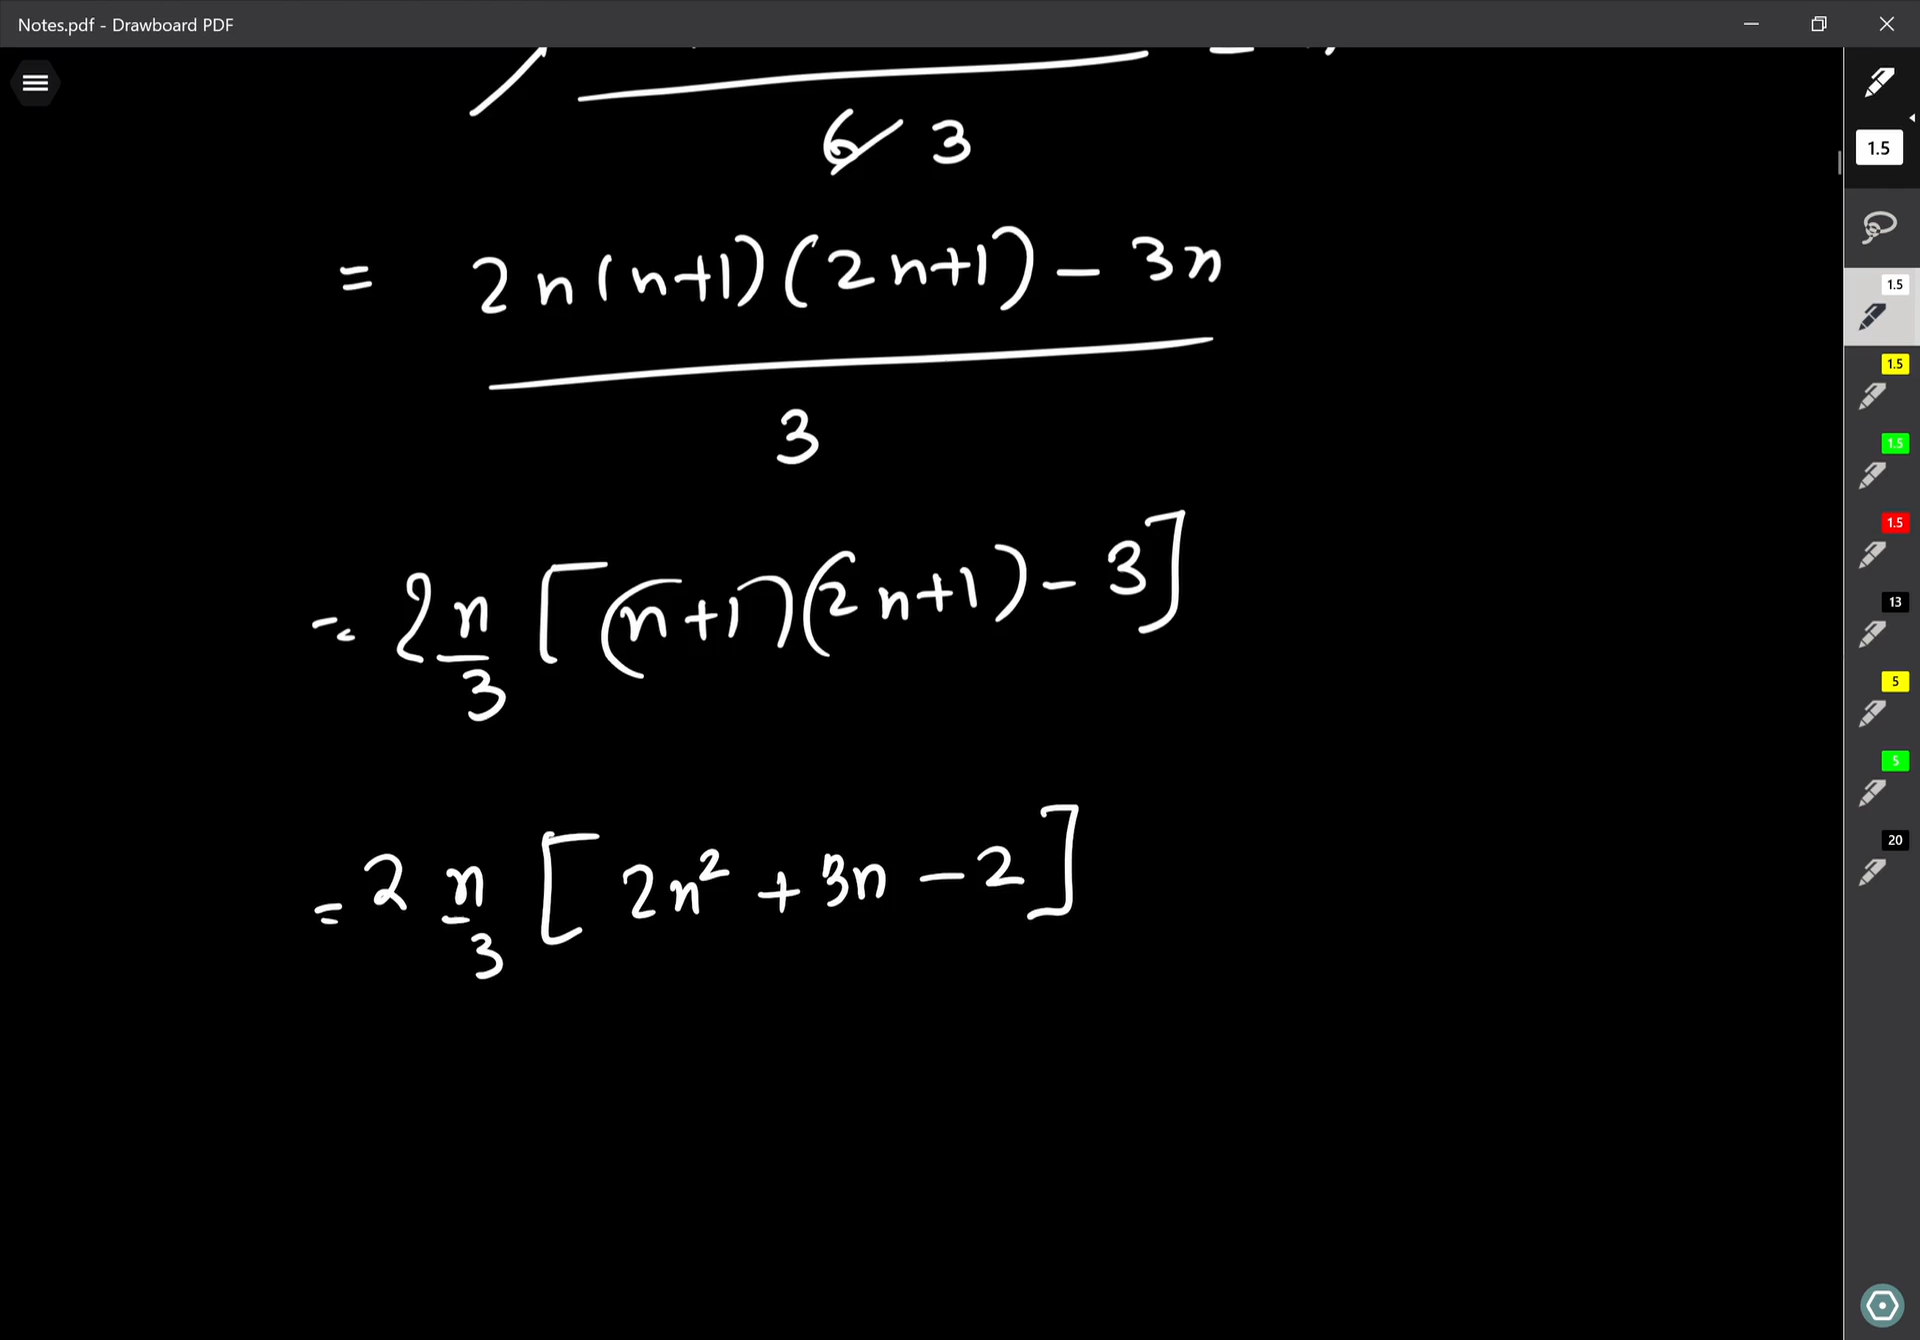 Notes.pdf - Drawboard PDF
6 3
= 2n(n+1)(2n+1) - 3n
3
= 2n/3 [(n+1)(2n+1) - 3]
= 2 n/3 [2n² + 3n - 2]
1.5
1.5
1.5
1.5
1.5
13
5
5
20